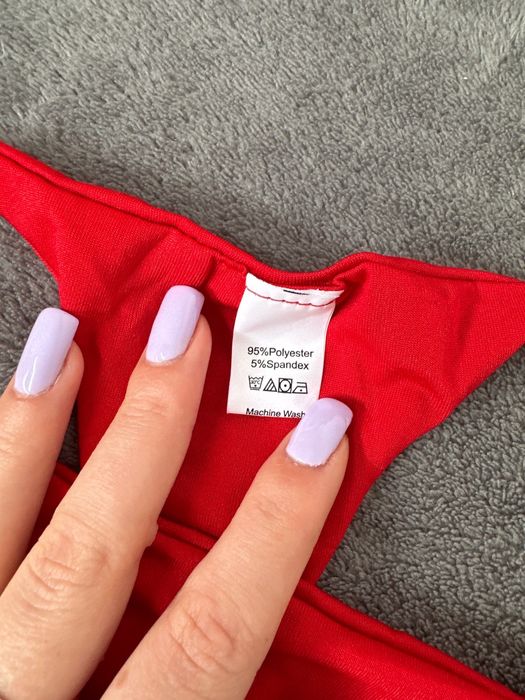 95%Polyester
5%Spandex
Machine Wash